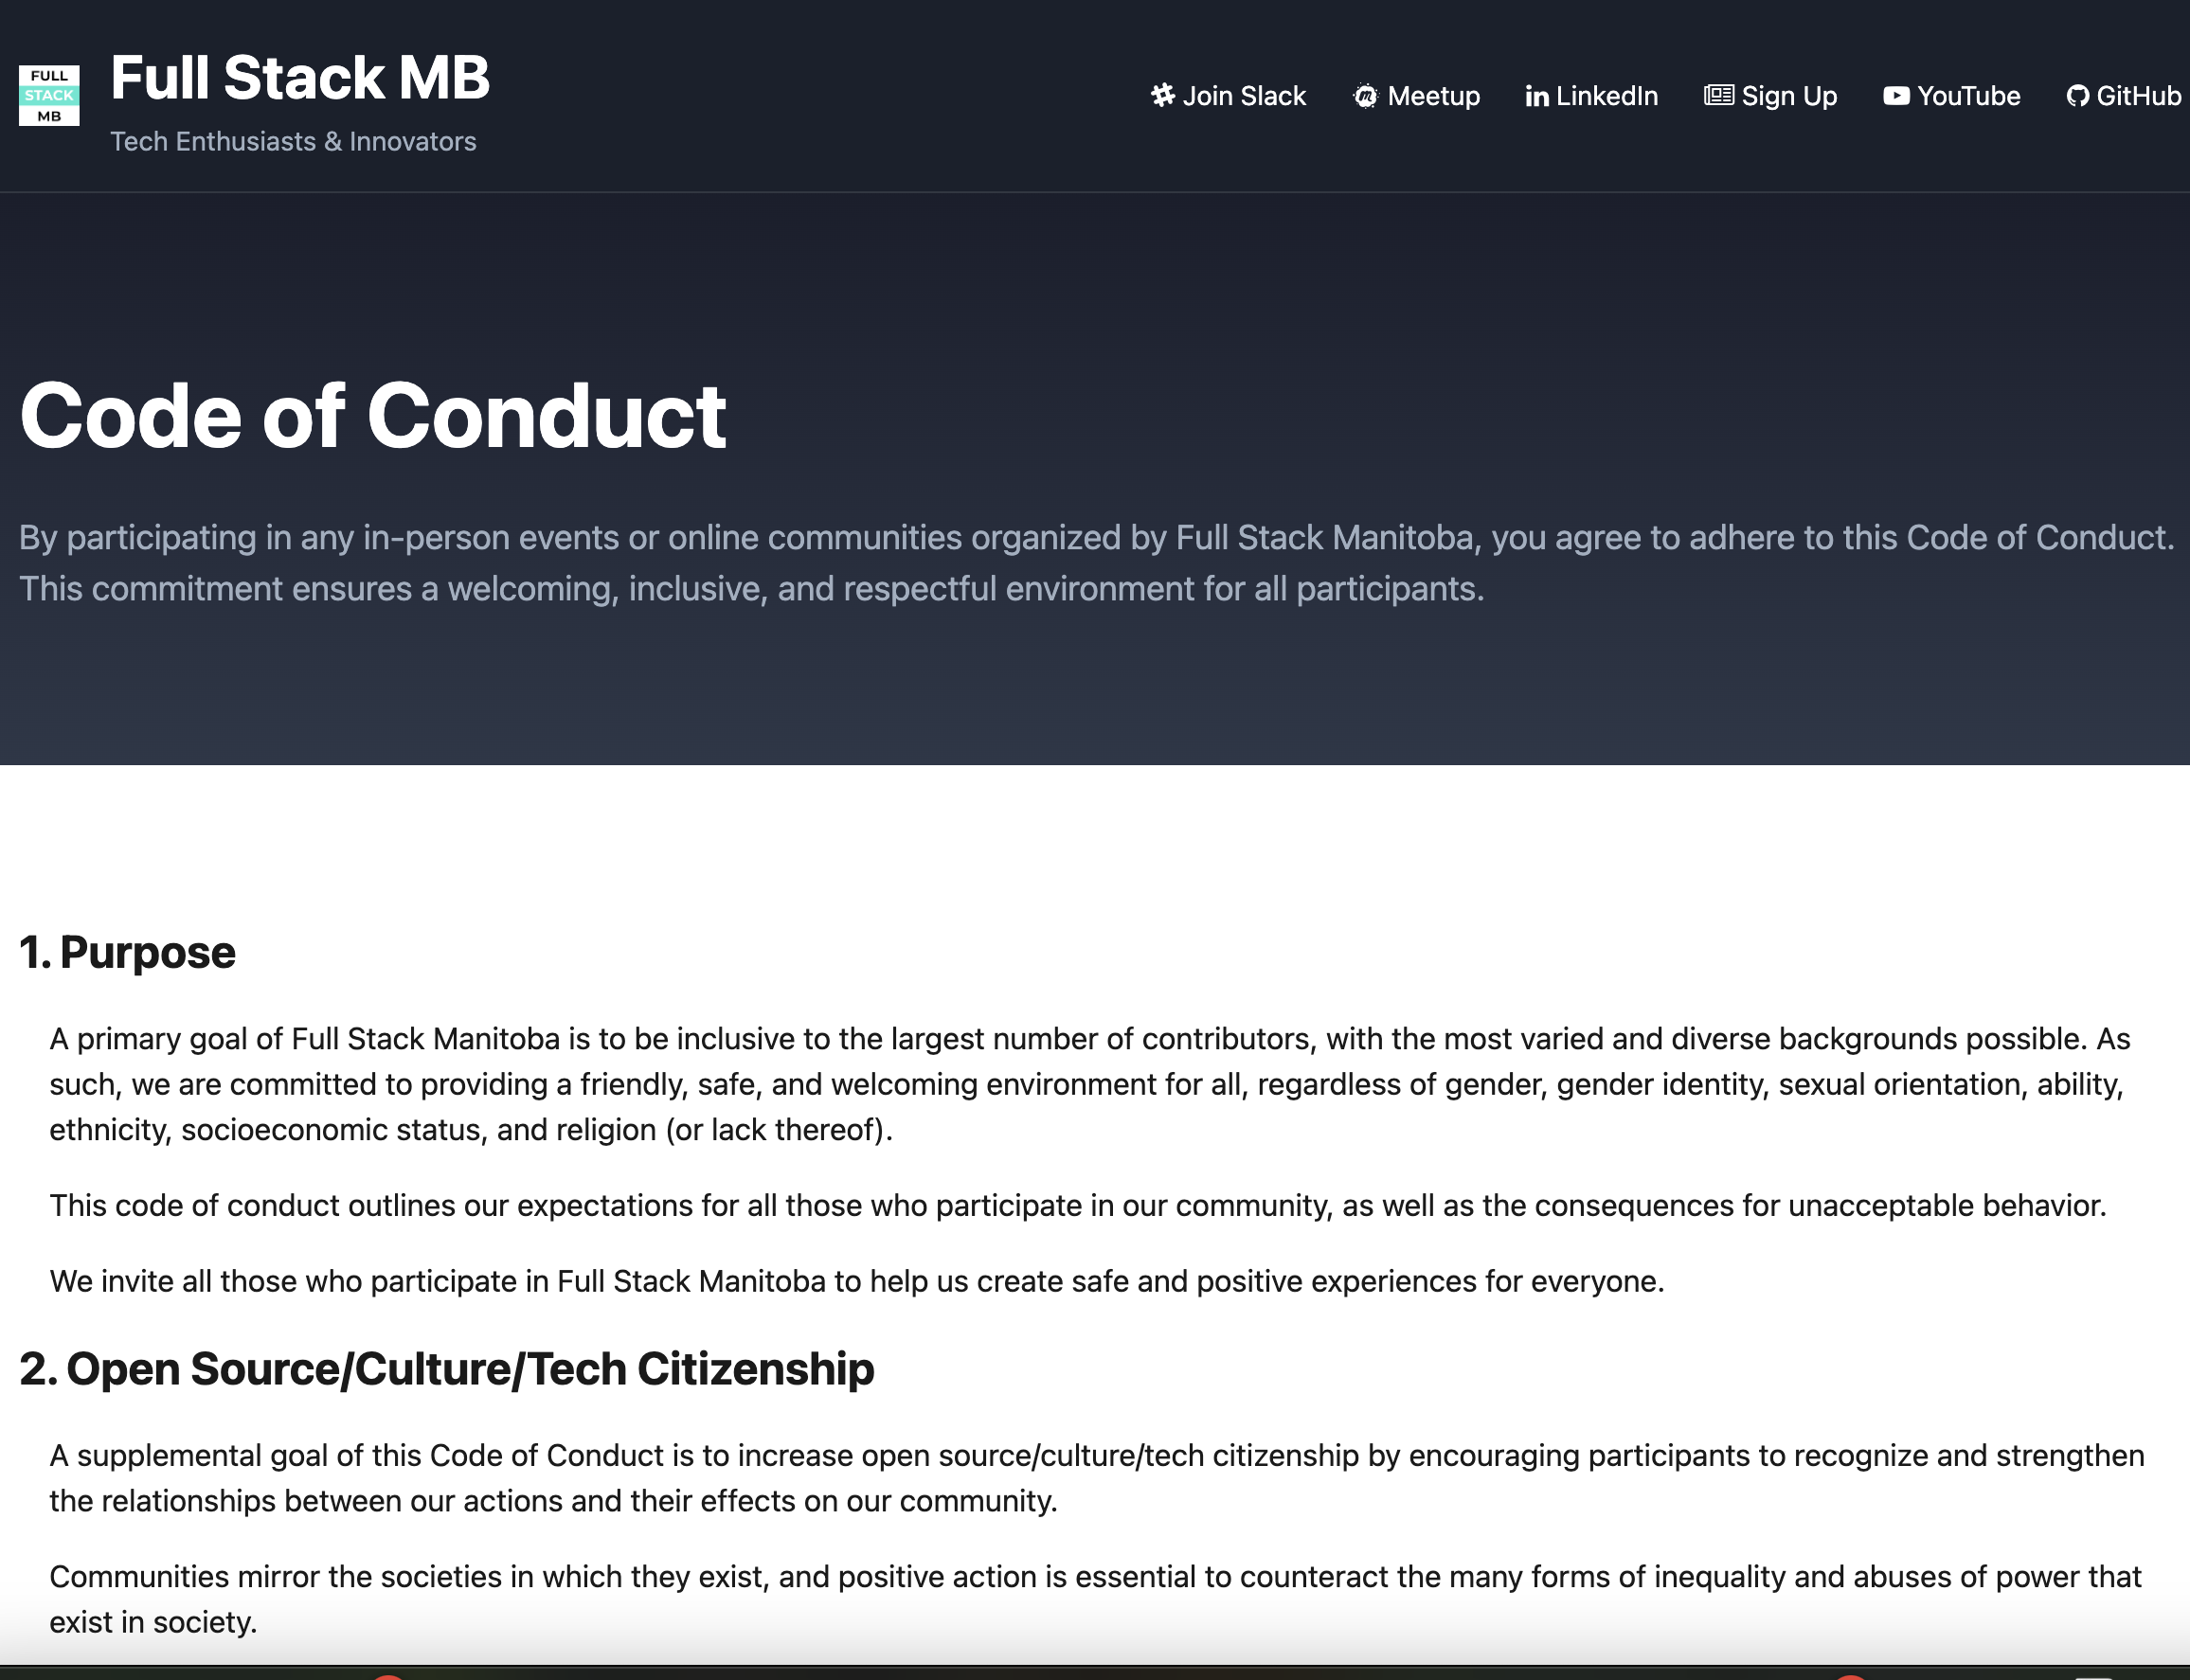 FULL
STACK
MB
Full Stack MB
Tech Enthusiasts & Innovators
Join Slack
Meetup
LinkedIn
Sign Up
YouTube
GitHub
Code of Conduct
By participating in any in-person events or online communities organized by Full Stack Manitoba, you agree to adhere to this Code of Conduct.
This commitment ensures a welcoming, inclusive, and respectful environment for all participants.
1. Purpose
A primary goal of Full Stack Manitoba is to be inclusive to the largest number of contributors, with the most varied and diverse backgrounds possible. As
such, we are committed to providing a friendly, safe, and welcoming environment for all, regardless of gender, gender identity, sexual orientation, ability,
ethnicity, socioeconomic status, and religion (or lack thereof).
This code of conduct outlines our expectations for all those who participate in our community, as well as the consequences for unacceptable behavior.
We invite all those who participate in Full Stack Manitoba to help us create safe and positive experiences for everyone.
2. Open Source/Culture/Tech Citizenship
A supplemental goal of this Code of Conduct is to increase open source/culture/tech citizenship by encouraging participants to recognize and strengthen
the relationships between our actions and their effects on our community.
Communities mirror the societies in which they exist, and positive action is essential to counteract the many forms of inequality and abuses of power that
exist in society.